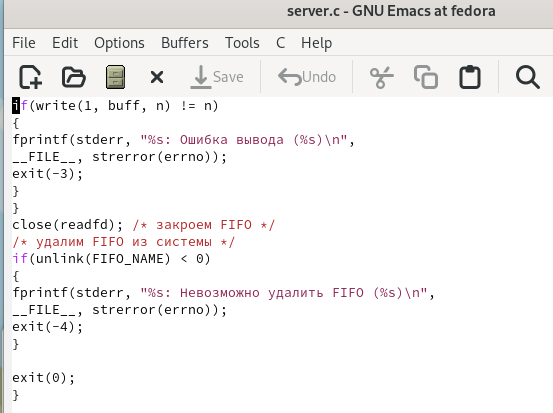 server.c - GNU Emacs at fedora
File Edit Options Buffers Tools C Help
Save Undo
if(write(1, buff, n) != n)
{
fprintf(stderr, "%s: Ошибка вывода (%s)\n",
__FILE__, strerror(errno));
exit(-3);
}
}
close(readfd); /* закроем FIFO */
/* удалим FIFO из системы */
if(unlink(FIFO_NAME) < 0)
{
fprintf(stderr, "%s: Невозможно удалить FIFO (%s)\n",
__FILE__, strerror(errno));
exit(-4);
}

exit(0);
}